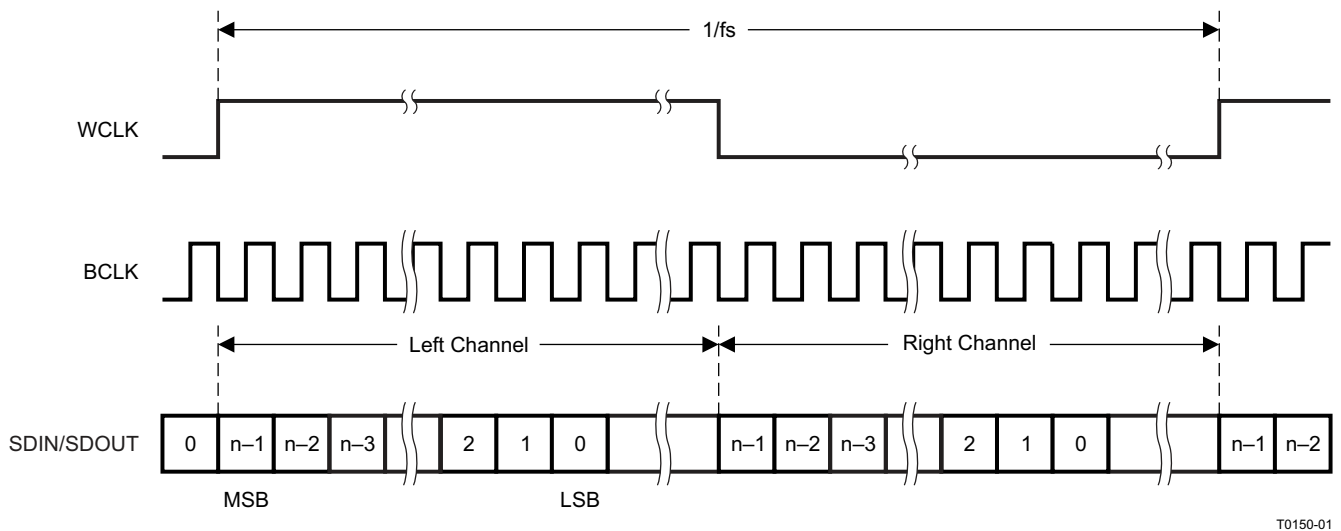 1/fs
WCLK
BCLK
Left Channel Right Channel
SDIN/SDOUT 0 n–1 n–2 n–3 2 1 0 n–1 n–2 n–3 2 1 0 n–1 n–2
MSB LSB
T0150-01